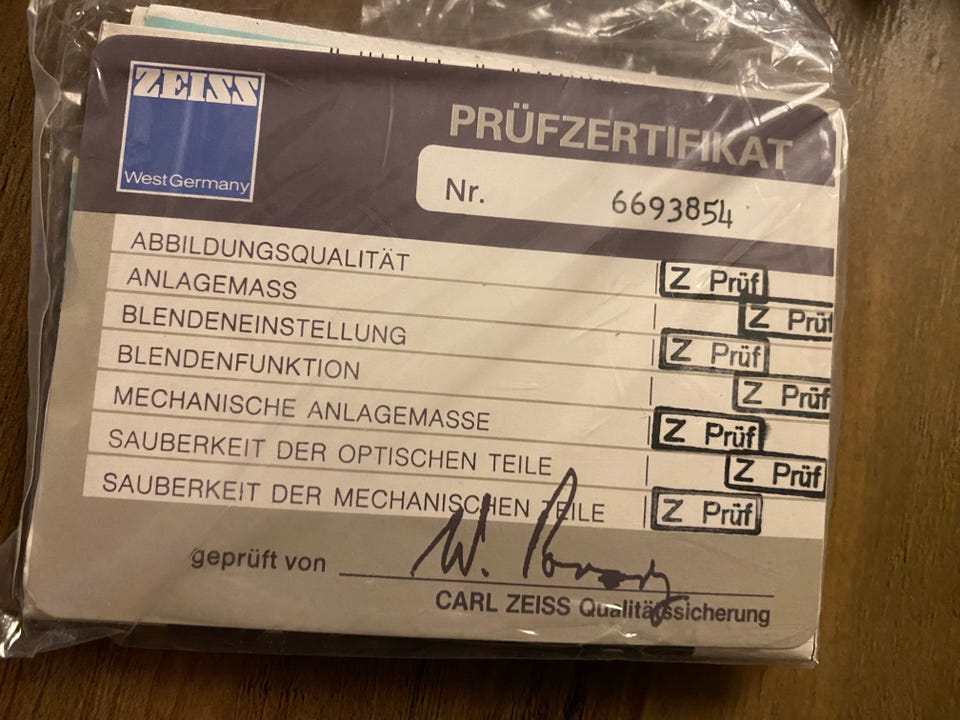 ZEISS
West Germany
PRÜFZERTIFIKAT
Nr. 6693854
ABBILDUNGSQUALITÄT Z Prüf
ANLAGEMASS Z Prüf
BLENDENEINSTELLUNG Z Prüf
BLENDENFUNKTION Z Prüf
MECHANISCHE ANLAGEMASSE Z Prüf
SAUBERKEIT DER OPTISCHEN TEILE Z Prüf
SAUBERKEIT DER MECHANISCHEN TEILE Z Prüf
geprüft von W.
CARL ZEISS Qualitätssicherung